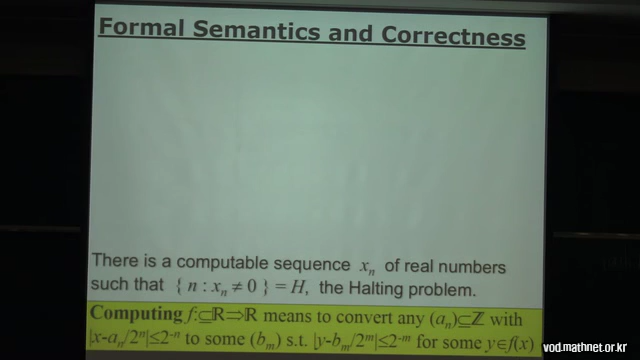 Formal Semantics and Correctness
There is a computable sequence xₙ of real numbers
such that { n : xₙ ≠ 0 } = H, the Halting problem.
Computing f:⊆ℝ⇉ℝ means to convert any (aₙ)⊆ℤ with
|x-aₙ/2ⁿ|≤2⁻ⁿ to some (bₘ) s.t. |y-bₘ/2ᵐ|≤2⁻ᵐ for some y∈f(x)
vod.mathnet.or.kr